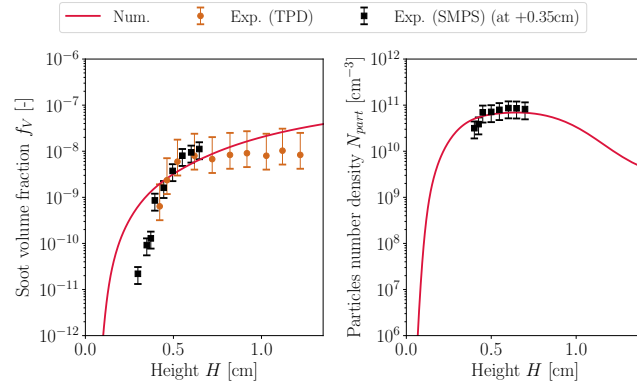 Num. Exp. (TPD) Exp. (SMPS) (at +0.35cm)
Soot volume fraction f_V [-]
10^{-6}
10^{-7}
10^{-8}
10^{-9}
10^{-10}
10^{-11}
10^{-12}
0.0 0.5 1.0
Height H [cm]
Particles number density N_{part} [cm^{-3}]
10^{12}
10^{11}
10^{10}
10^{9}
10^{8}
10^{7}
10^{6}
0.0 0.5 1.0
Height H [cm]